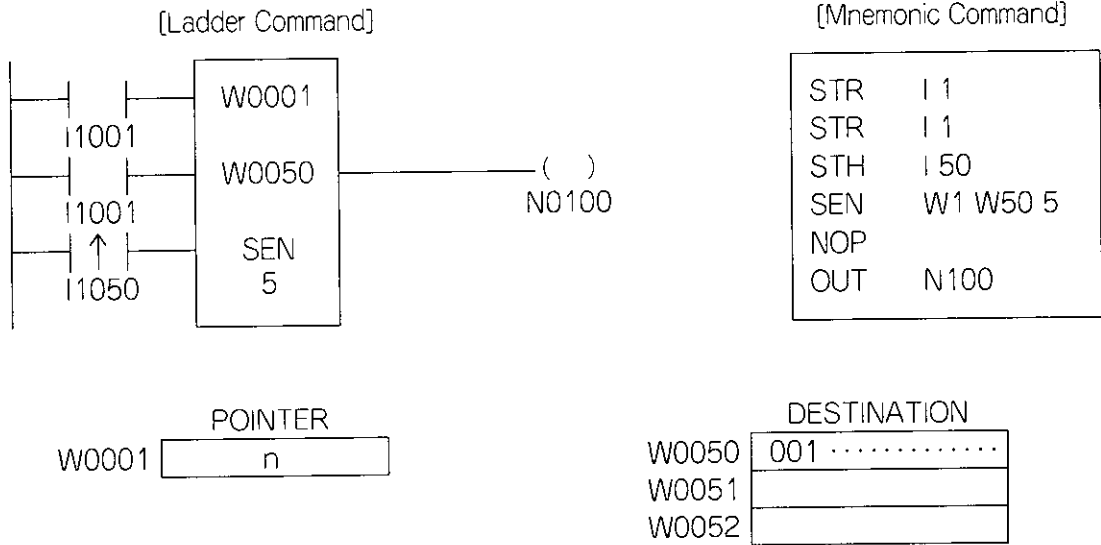 [Ladder Command]
W0001
I1001
W0050
I1001
SEN
5
↑
I1050
( )
N0100
[Mnemonic Command]
STR I 1
STR I 1
STH I 50
SEN W1 W50 5
NOP
OUT N100
POINTER
W0001 n
DESTINATION
W0050 001 ·············
W0051
W0052